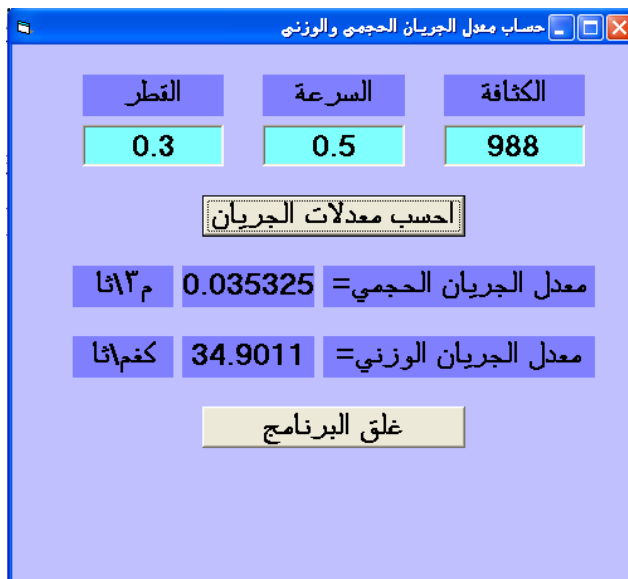 حساب معدل الجريان الحجمي والوزني
الكثافة السرعة القطر
988 0.5 0.3
احسب معدلات الجريان
معدل الجريان الحجمي= 0.035325 م٣\ثا
معدل الجريان الوزني= 34.9011 كغم\ثا
غلق البرنامج